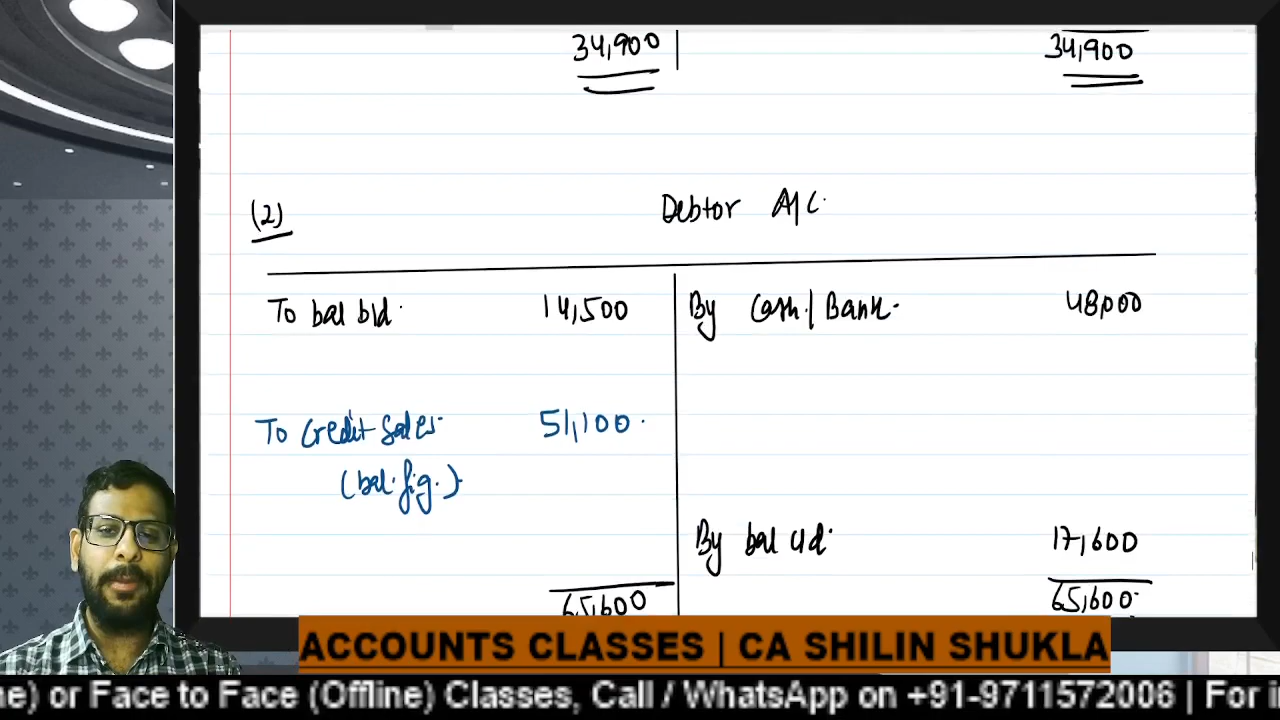 34,900 34,900
(2) Debtor A/C.
To bal b/d. 14,500 By Cash/Bank. 48,000
To Credit Sales. 51,100.
(bal. fig.)
By bal c/d. 17,600
65,600 65,600
ACCOUNTS CLASSES | CA SHILIN SHUKLA
ne) or Face to Face (Offline) Classes, Call / WhatsApp on +91-9711572006 | For i